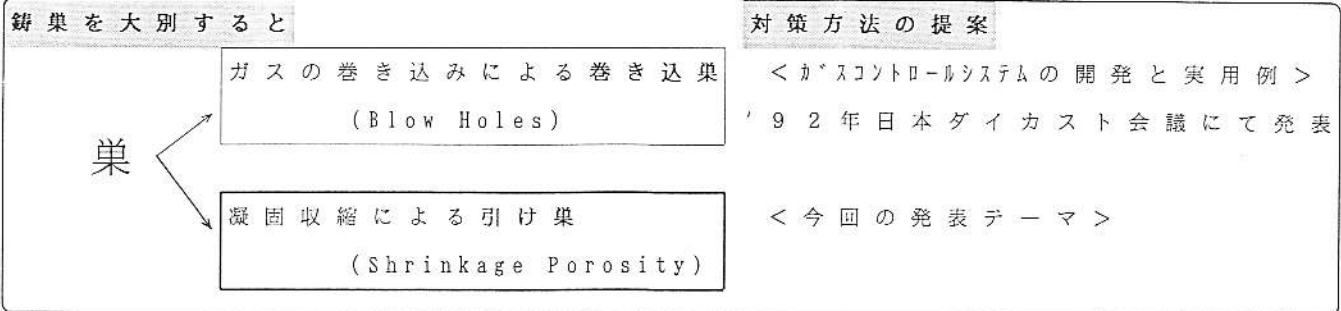 鋳巣を大別すると
対策方法の提案
ガスの巻き込みによる巻き込巣
(Blow Holes)
<ガスコントロールシステムの開発と実用例>
'92年日本ダイカスト会議にて発表
巣
凝固収縮による引け巣
(Shrinkage Porosity)
<今回の発表テーマ>